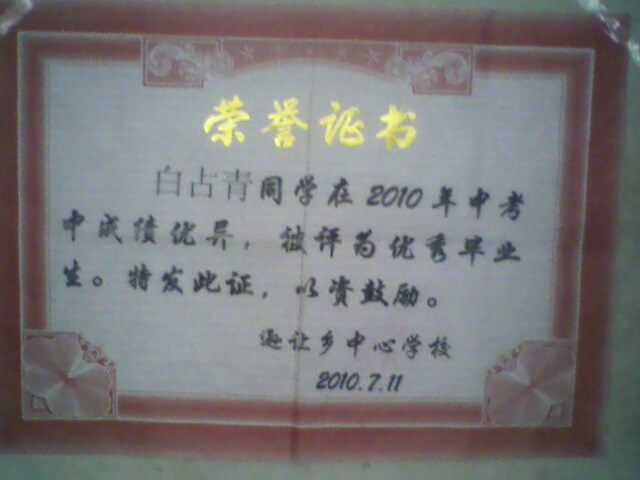 荣誉证书
白占青同学在2010年中考
中成绩优异，被评为优秀毕业
生。特发此证，以资鼓励。
逊让乡中心学校
2010.7.11